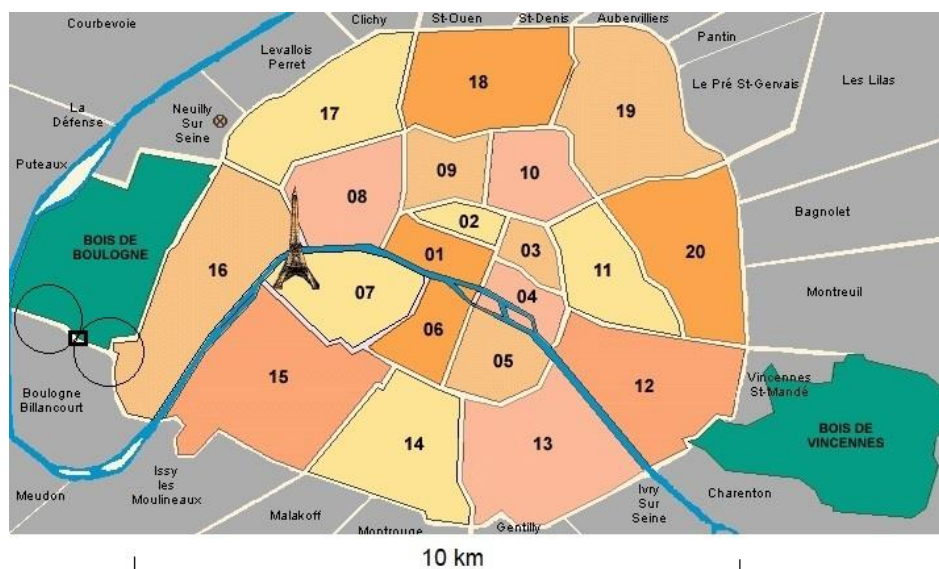 Courbevoie
Clichy
St-Ouen
St-Denis
Aubervilliers
Levallois
Perret
Pantin
Le Pré St-Gervais
Les Lilas
La
Défense
Neuilly
Sur
Seine
Puteaux
17
18
19
09
10
08
02
01
03
04
11
20
Bagnolet
BOIS DE
BOULOGNE
16
07
06
05
Montreuil
15
12
Boulogne
Billancourt
Vincennes
St-Mandé
BOIS DE
VINCENNES
14
13
Meudon
Issy
les
Moulineaux
Malakoff
Montrouge
Gentilly
Ivry
Sur
Seine
Charenton
10 km